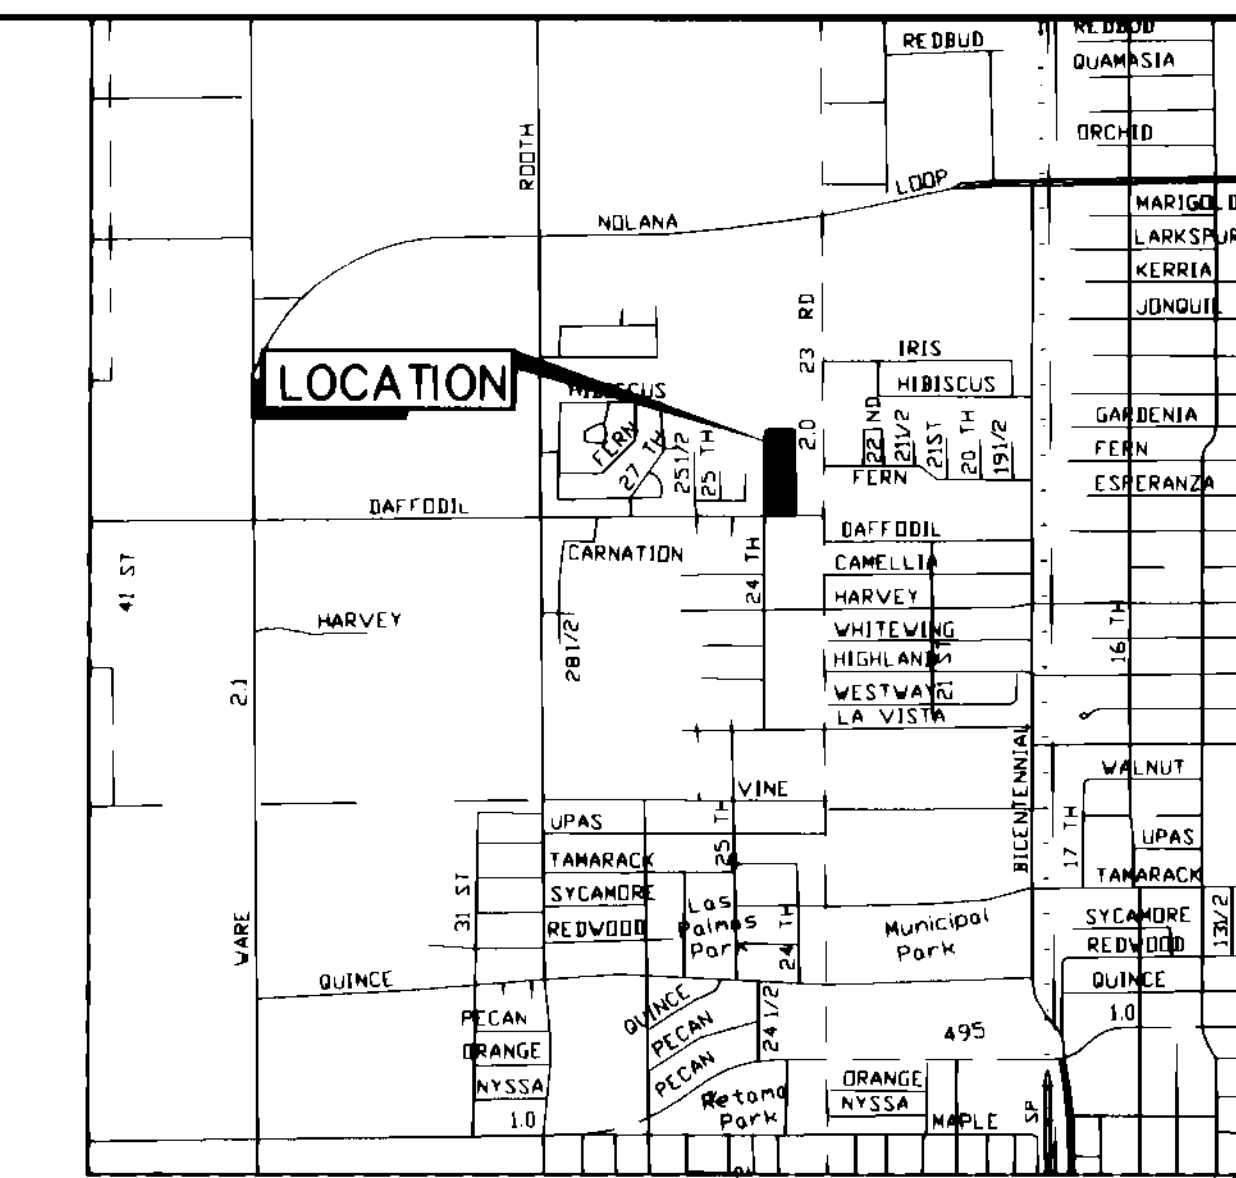 REDBUD
REDBUD
QUAMASIA
ORCHID
ROOTH
LOOP
NOLANA
MARIGOLD
LARKSPUR
KERRIA
JONQUIL
23 RD
IRIS
HIBISCUS
LOCATION
HIBISCUS
22 ND
21 1/2
21 ST
20 TH
19 1/2
GARDENIA
FERN
ESPERANZA
FERN
27 TH
25 1/2
25 TH
2.0
FERN
DAFFODIL
DAFFODIL
CARNATION
24 TH
CAMELLIA
41 ST
HARVEY
HARVEY
WHITEWING
HIGHLAND
21 ST
16 TH
28 1/2
2.1
WESTWAY
LA VISTA
BICENTENNIAL
WALNUT
VINE
UPAS
25 TH
17 TH
UPAS
TAMARACK
TAMARACK
31 ST
SYCAMORE
REDWOOD
Las
Palmas
Park
24 TH
Municipal
Park
SYCAMORE
REDWOOD
13 1/2
WARE
QUINCE
QUINCE
QUINCE
1.0
PECAN
ORANGE
NYSSA
1.0
PECAN
PECAN
24 1/2
495
Retama
Park
ORANGE
NYSSA
MAPLE
SP